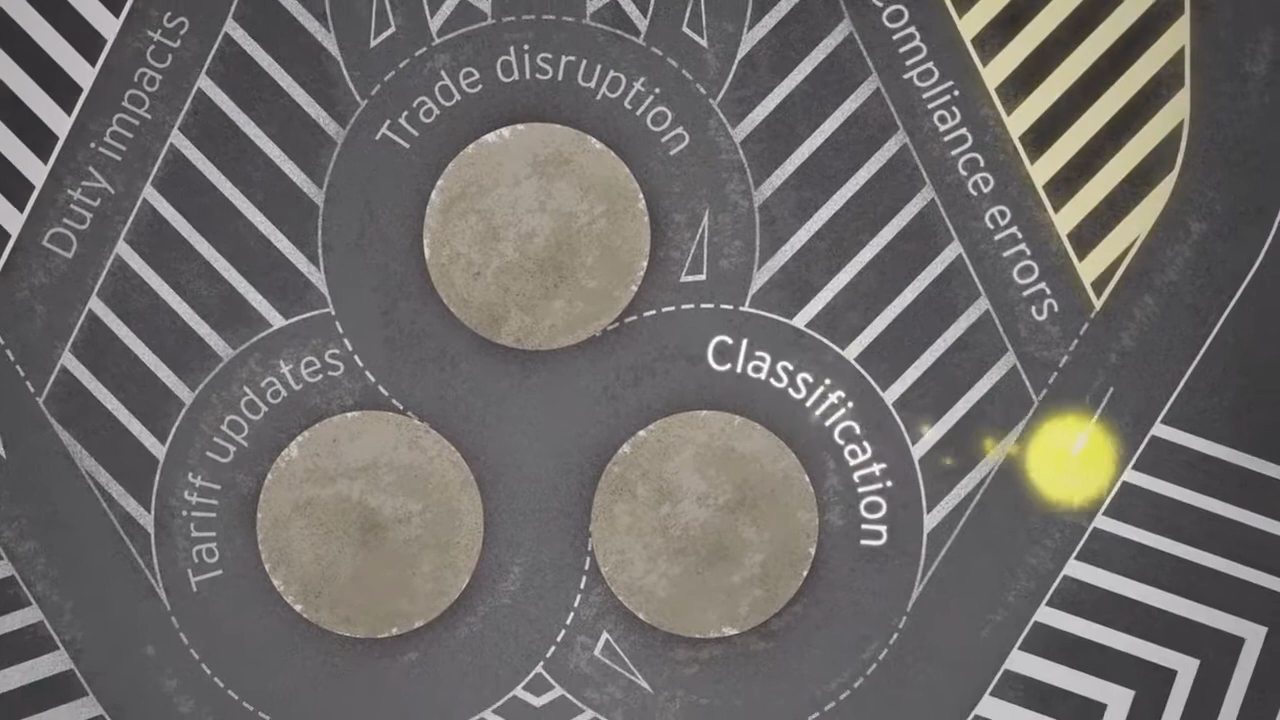 Duty impacts
Trade disruption
compliance errors
Tariff updates
Classification